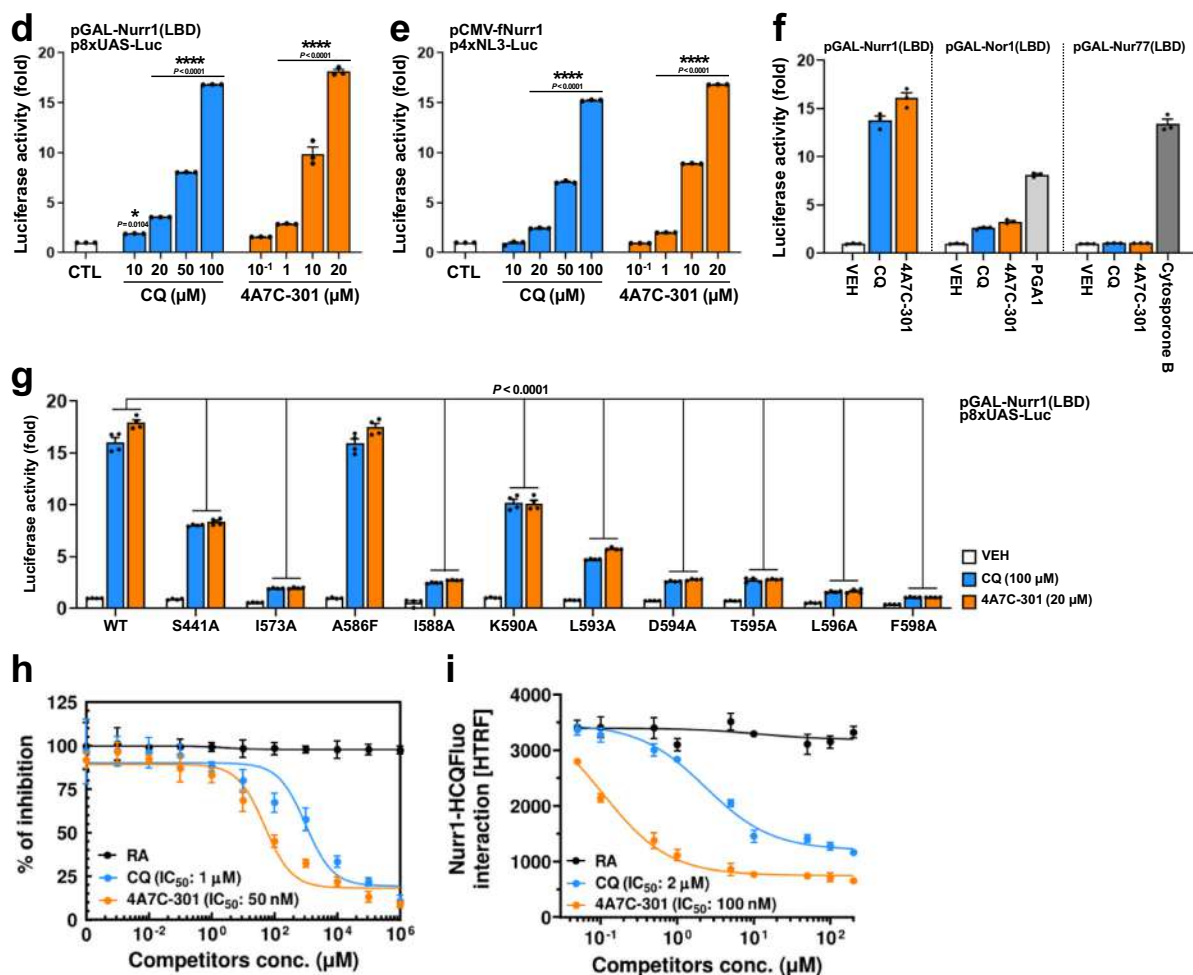 d
pGAL-Nurr1(LBD)
p8xUAS-Luc
Luciferase activity (fold)
20
15
10
5
0
*
P = 0.0104
****
P < 0.0001
****
P < 0.0001
CTL
10 20 50 100
CQ (µM)
10-1 1 10 20
4A7C-301 (µM)
e
pCMV-fNurr1
p4xNL3-Luc
Luciferase activity (fold)
20
15
10
5
0
****
P < 0.0001
****
P < 0.0001
CTL
10 20 50 100
CQ (µM)
10-1 1 10 20
4A7C-301 (µM)
f
pGAL-Nurr1(LBD) pGAL-Nor1(LBD) pGAL-Nur77(LBD)
Luciferase activity (fold)
20
15
10
5
0
VEH
CQ
4A7C-301
VEH
CQ
4A7C-301
PGA1
VEH
CQ
4A7C-301
Cytosporone B
g
P < 0.0001
pGAL-Nurr1(LBD)
p8xUAS-Luc
Luciferase activity (fold)
20
15
10
5
0
WT S441A I573A A586F I588A K590A L593A D594A T595A L596A F598A
VEH
CQ (100 µM)
4A7C-301 (20 µM)
h
% of inhibition
125
100
75
50
25
0
RA
CQ (IC50: 1 µM)
4A7C-301 (IC50: 50 nM)
0 10-2 100 102 104 106
Competitors conc. (µM)
i
Nurr1-HCQFluo
interaction [HTRF]
4000
3200
2400
1600
800
0
RA
CQ (IC50: 2 µM)
4A7C-301 (IC50: 100 nM)
10-1 100 101 102
Competitors conc. (µM)